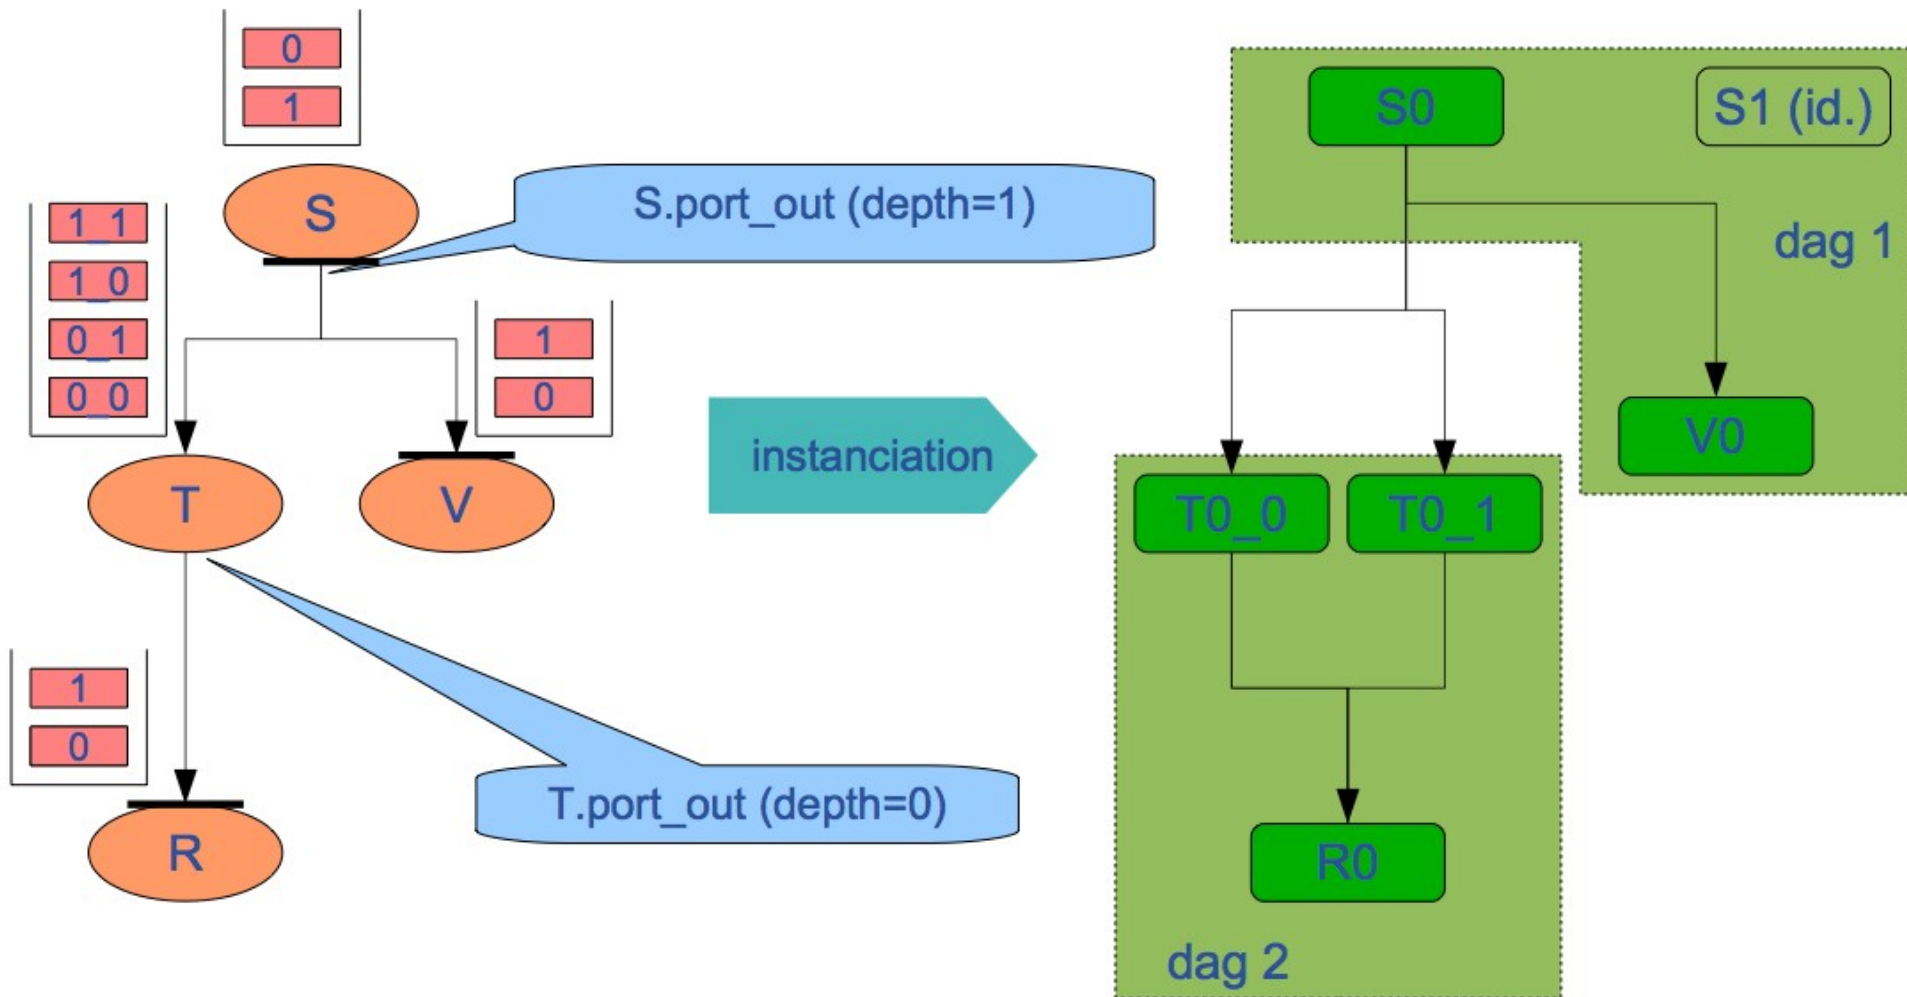 0
1
S
S.port_out (depth=1)
1_1
1_0
0_1
0_0
1
0
T
V
1
0
R
T.port_out (depth=0)
instanciation
S0
S1 (id.)
dag 1
V0
T0_0
T0_1
R0
dag 2